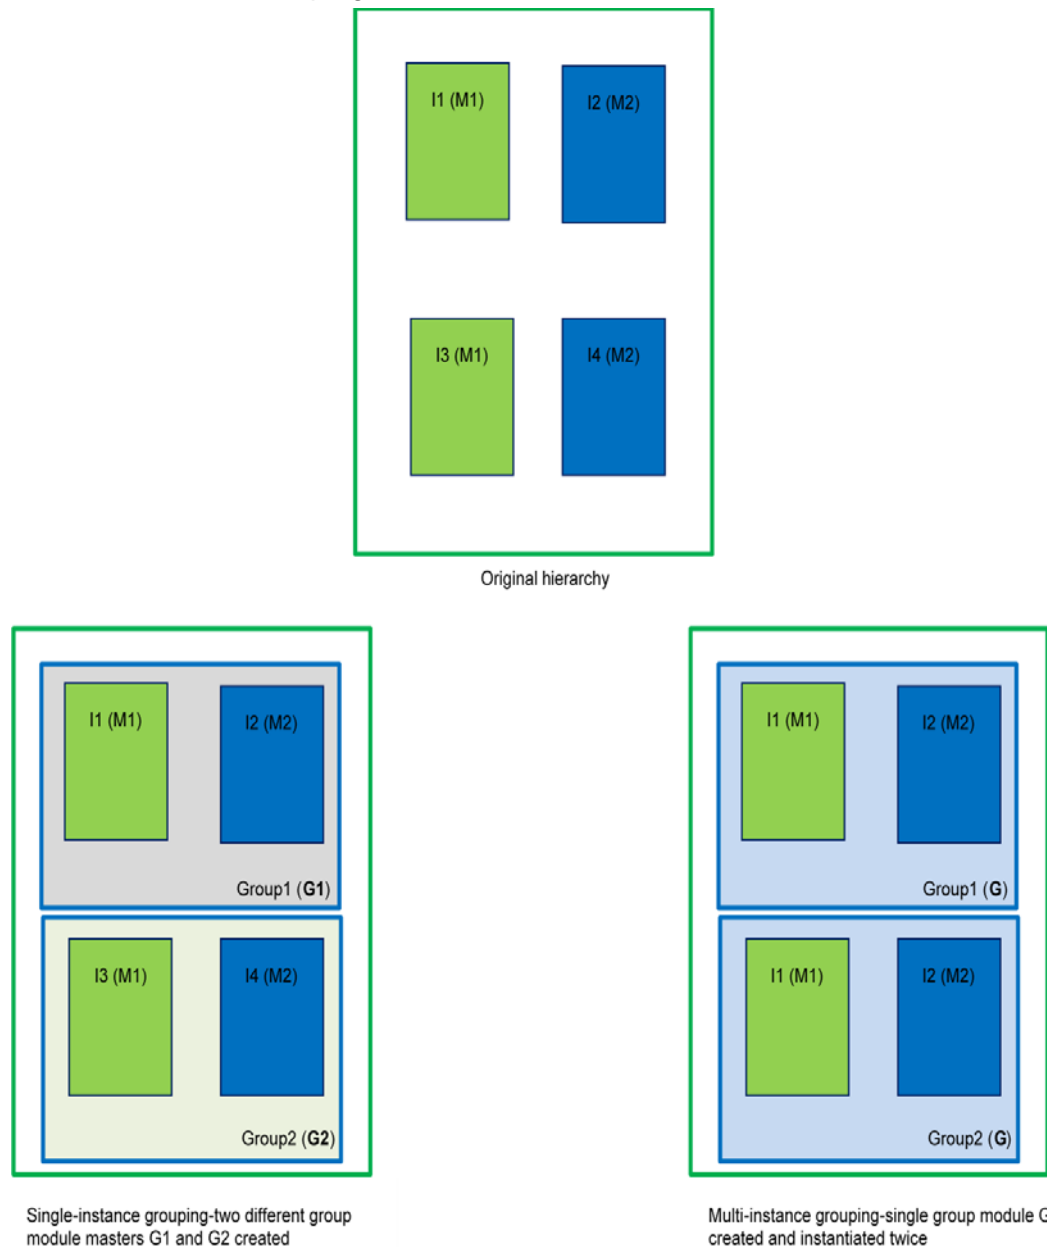 I1 (M1)
I2 (M2)
I3 (M1)
I4 (M2)
Original hierarchy
I1 (M1)
I2 (M2)
Group1 (G1)
I3 (M1)
I4 (M2)
Group2 (G2)
Single-instance grouping-two different group
module masters G1 and G2 created
I1 (M1)
I2 (M2)
Group1 (G)
I1 (M1)
I2 (M2)
Group2 (G)
Multi-instance grouping-single group module G
created and instantiated twice